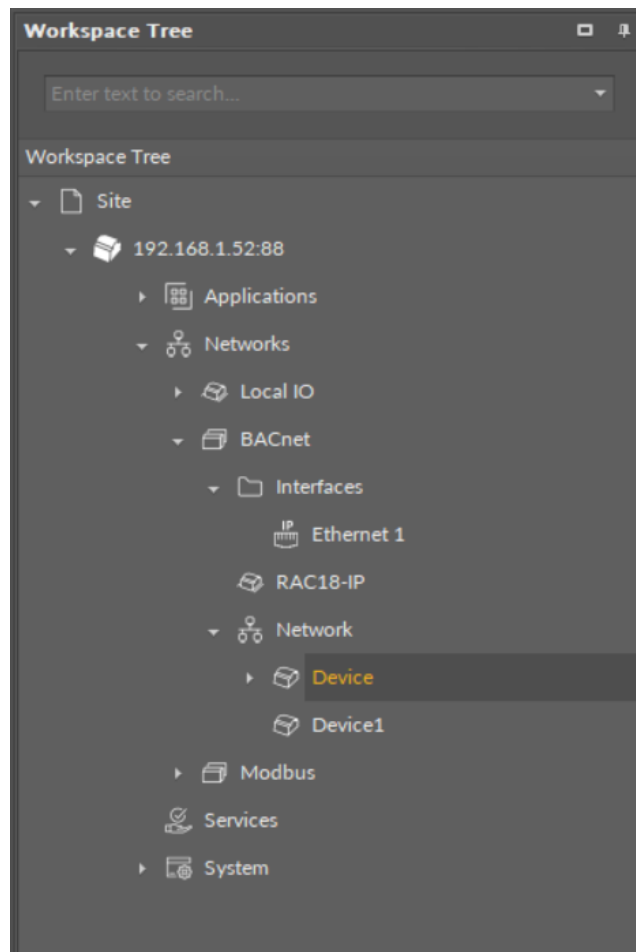 Workspace Tree
Enter text to search...
Workspace Tree
Site
192.168.1.52:88
Applications
Networks
Local IO
BACnet
Interfaces
IP
Ethernet 1
RAC18-IP
Network
Device
Device1
Modbus
Services
System